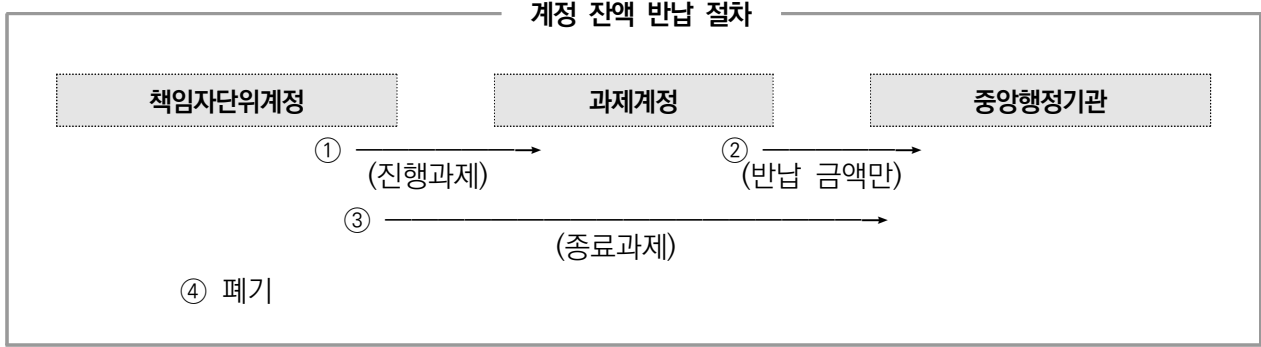 계정 잔액 반납 절차
책임자단위계정 과제계정 중앙행정기관
① ②
(진행과제) (반납 금액만)
③
(종료과제)
④ 폐기